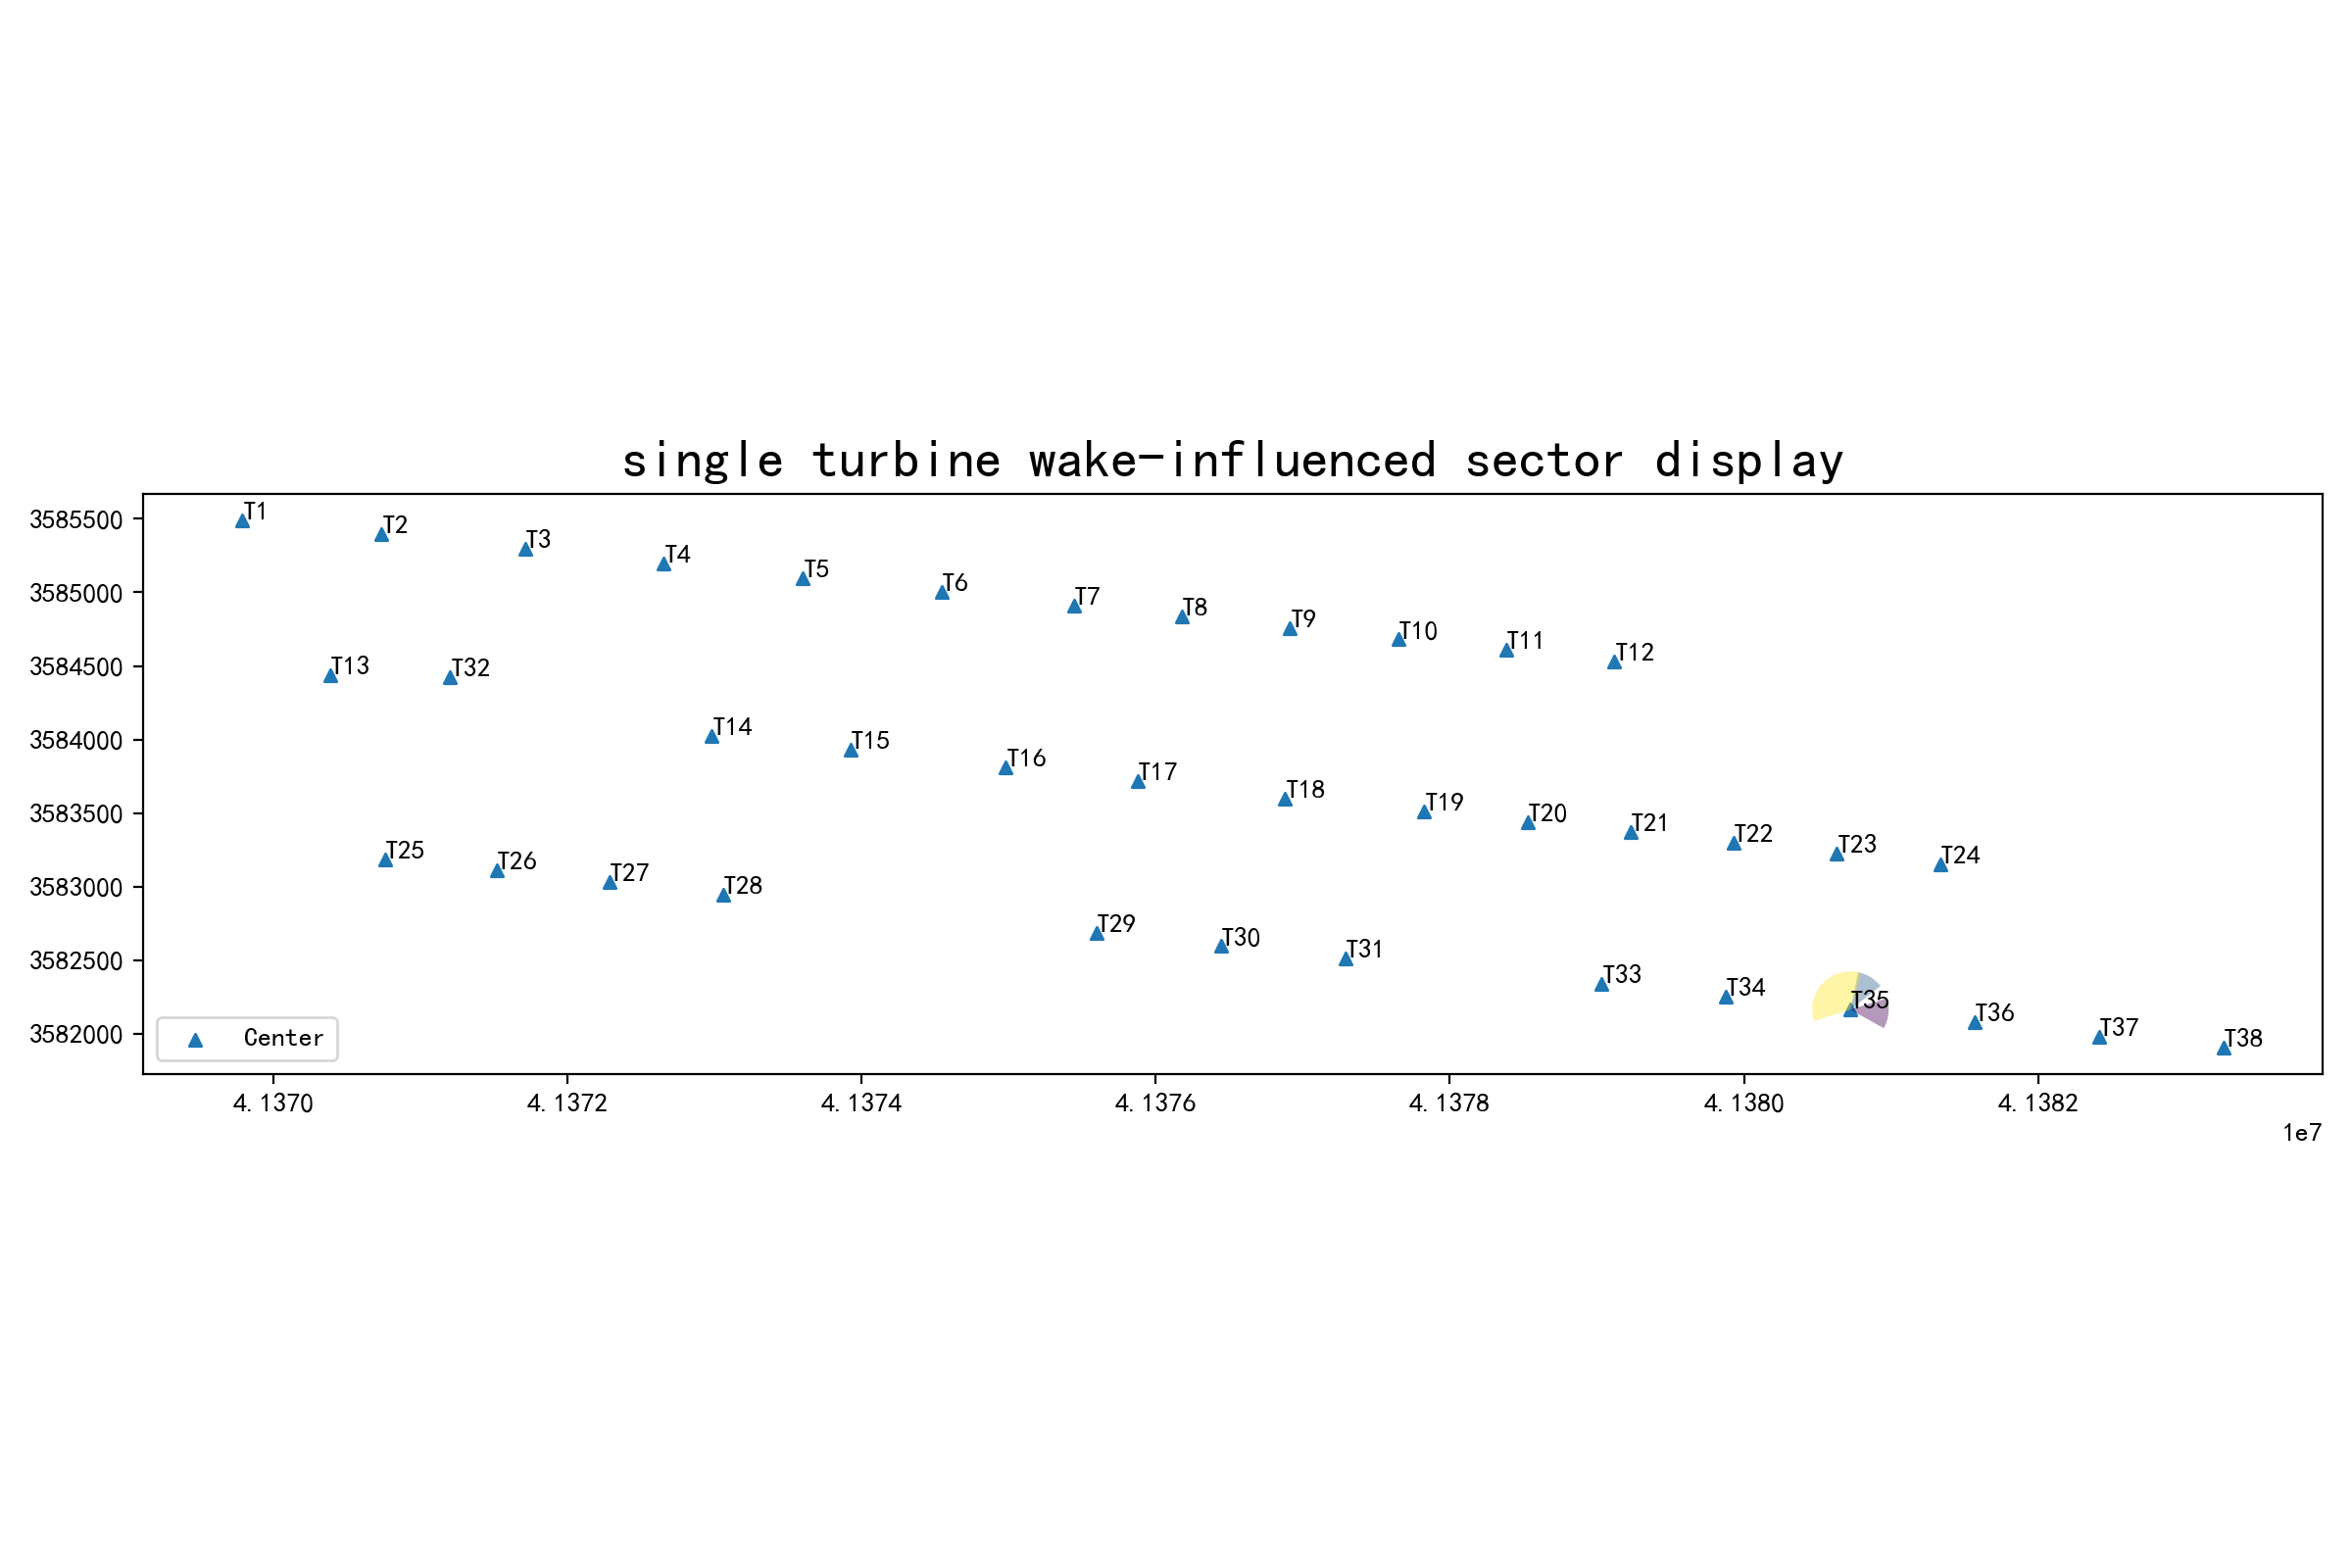 single turbine wake-influenced sector display
3585500
3585000
3584500
3584000
3583500
3583000
3582500
3582000
T1
T2
T3
T4
T5
T6
T7
T8
T9
T10
T11
T12
T13
T32
T14
T15
T16
T17
T18
T19
T20
T21
T22
T23
T24
T25
T26
T27
T28
T29
T30
T31
T33
T34
T35
T36
T37
T38
Center
4.1370 4.1372 4.1374 4.1376 4.1378 4.1380 4.1382
1e7